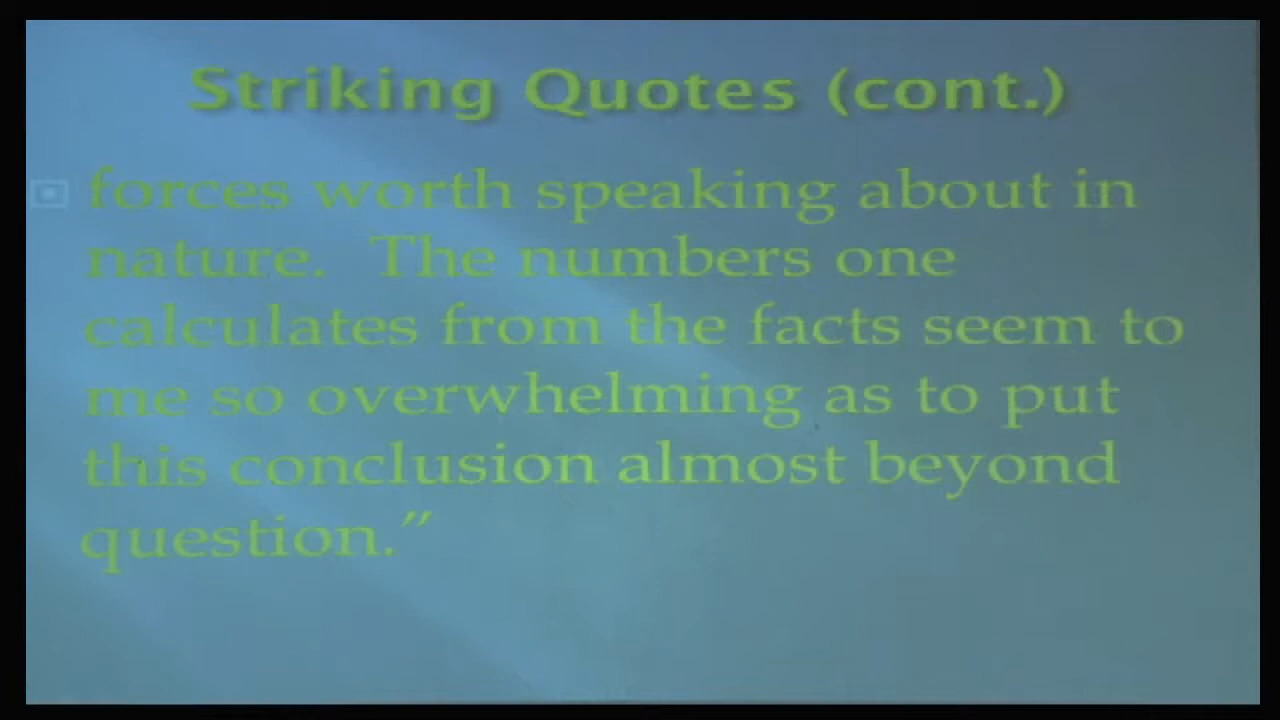 Striking Quotes (cont.)
forces worth speaking about in
nature. The numbers one
calculates from the facts seem to
me so overwhelming as to put
this conclusion almost beyond
question.”